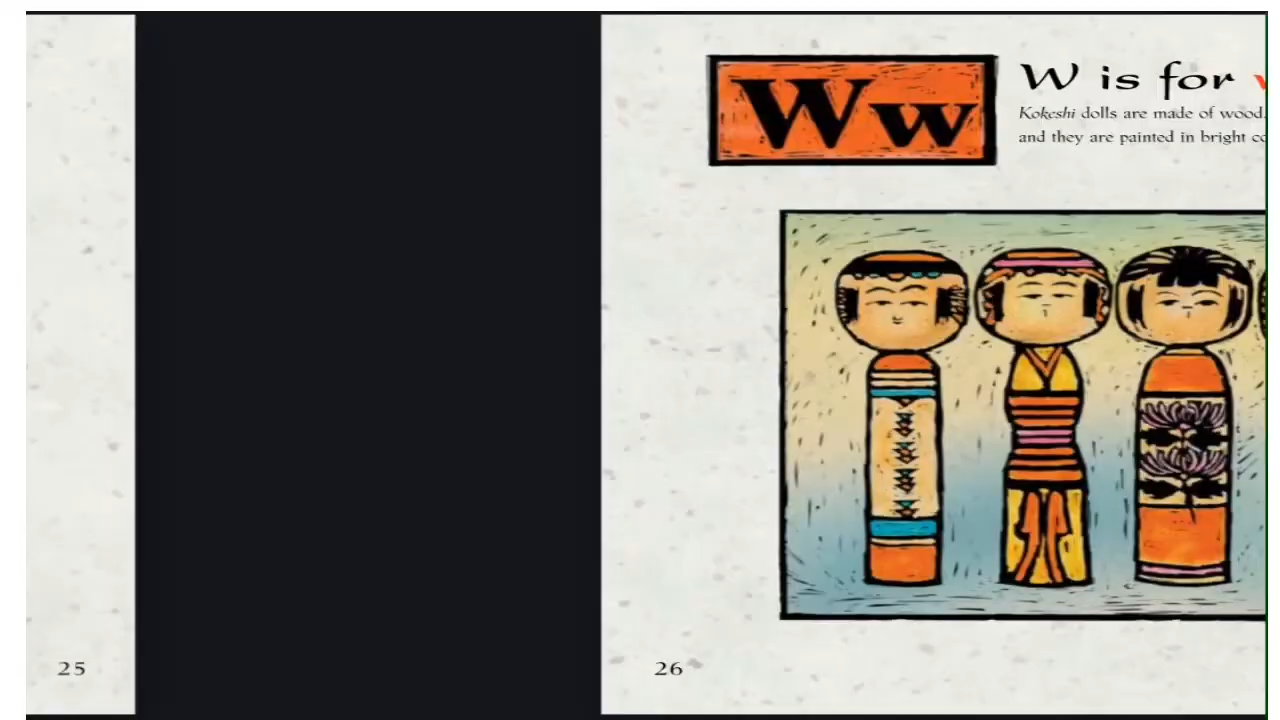 Ww
W is for
Kokeshi dolls are made of wood.
and they are painted in bright
25
26